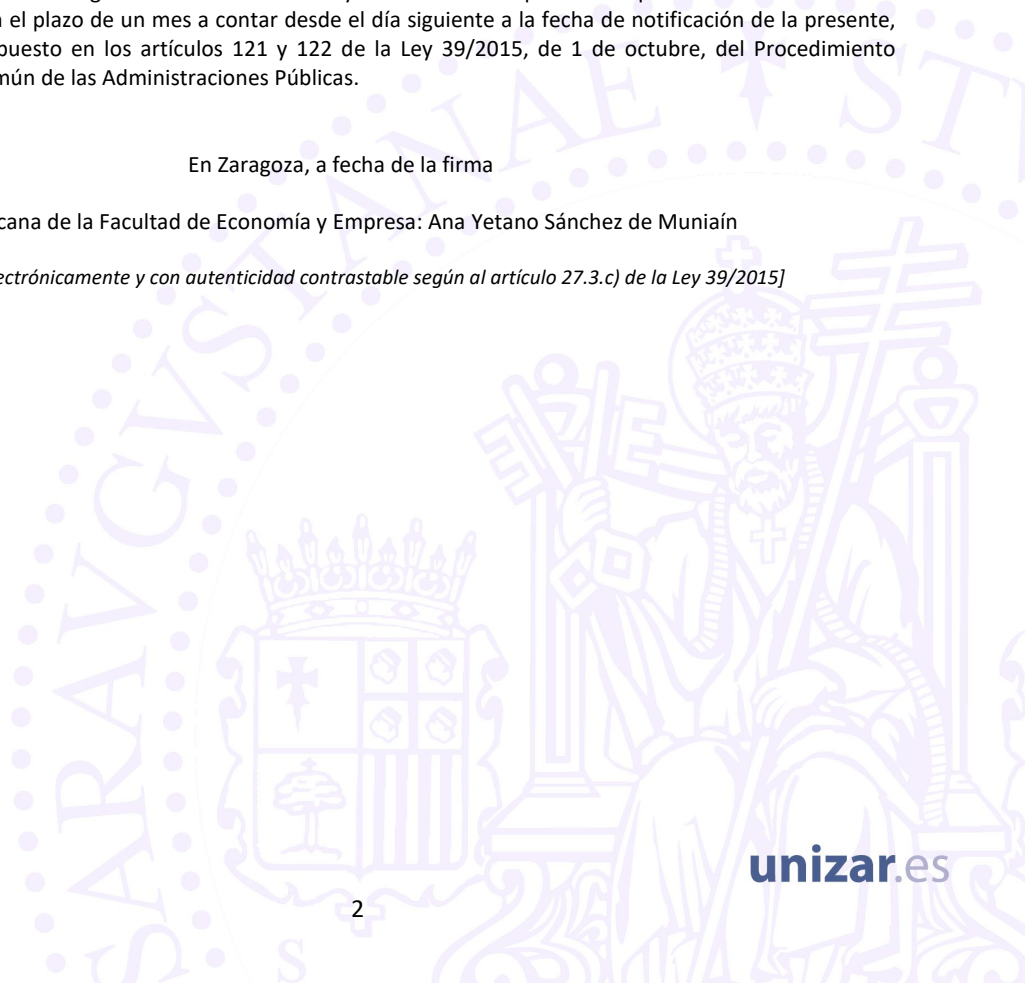 n el plazo de un mes a contar desde el día siguiente a la fecha de notificación de la presente,
puesto en los artículos 121 y 122 de la Ley 39/2015, de 1 de octubre, del Procedimiento
mún de las Administraciones Públicas.
En Zaragoza, a fecha de la firma
cana de la Facultad de Economía y Empresa: Ana Yetano Sánchez de Muniaín
ectrónicamente y con autenticidad contrastable según al artículo 27.3.c) de la Ley 39/2015]
SARAVGVSTANAE STV
S
unizar.es
2